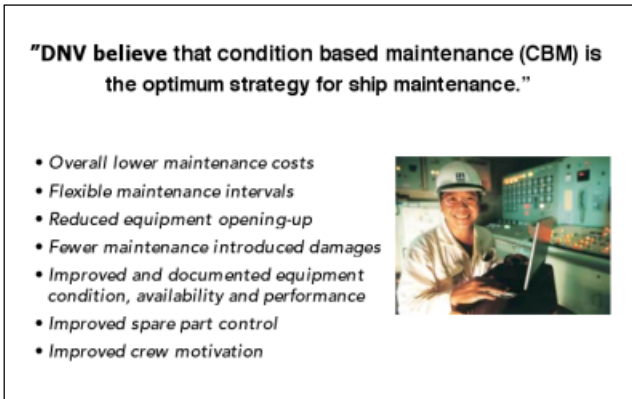 "DNV believe that condition based maintenance (CBM) is
the optimum strategy for ship maintenance.”
• Overall lower maintenance costs
• Flexible maintenance intervals
• Reduced equipment opening-up
• Fewer maintenance introduced damages
• Improved and documented equipment
condition, availability and performance
• Improved spare part control
• Improved crew motivation